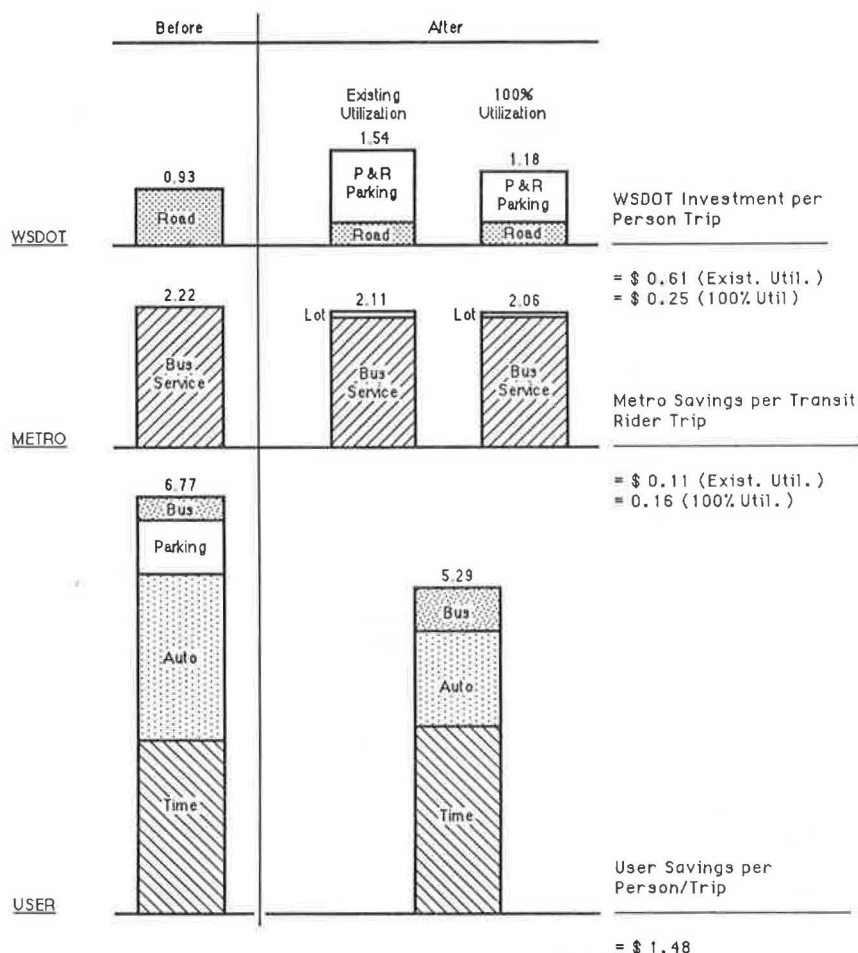 Before
After
Existing
Utilization
1.54
100%
Utilization
1.18
0.93
P & R
Parking
P & R
Parking
Road
Road
Road
WSDOT
WSDOT Investment per
Person Trip
= $ 0.61 (Exist. Util.)
= $ 0.25 (100% Util)
2.22
Lot
2.11
Lot
2.06
Bus
Service
Bus
Service
Bus
Service
METRO
Metro Savings per Transit
Rider Trip
= $ 0.11 (Exist. Util.)
= 0.16 (100% Util.)
6.77
Bus
Parking
Auto
Time
5.29
Bus
Auto
Time
USER
User Savings per
Person/Trip
= $ 1.48